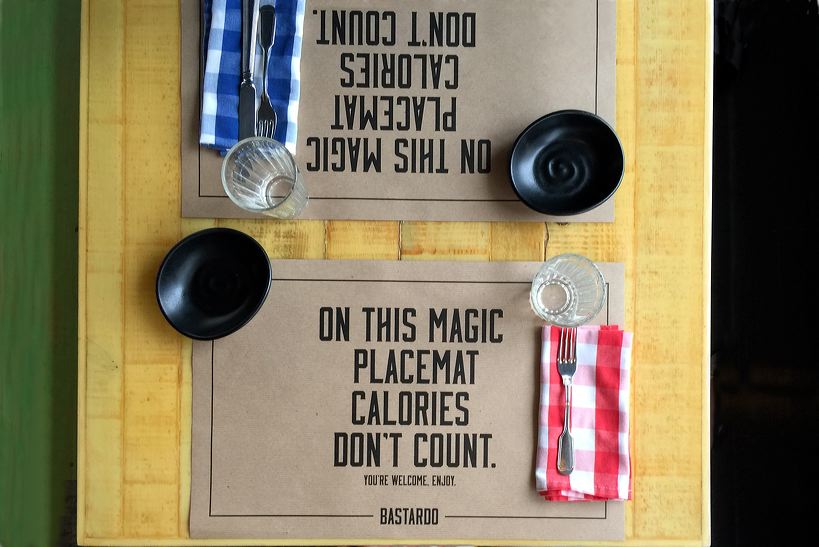 DON'T COUNT.
CALORIES
PLACEMAT
ON THIS MAGIC
ON THIS MAGIC
PLACEMAT
CALORIES
DON'T COUNT.
YOU'RE WELCOME. ENJOY.
BASTARDO